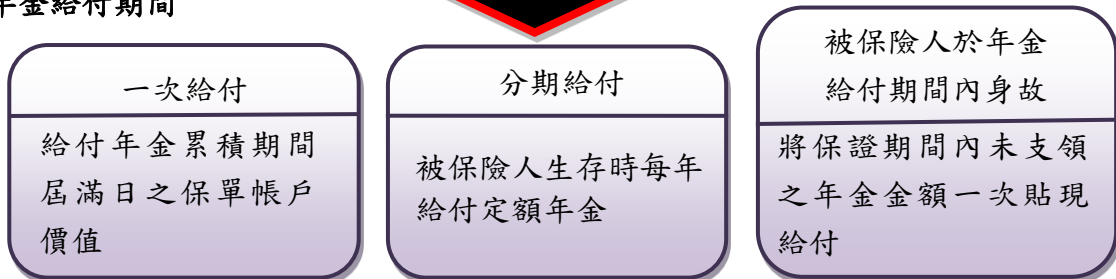 年金給付期間
一次給付
給付年金累積期間
屆滿日之保單帳戶
價值
分期給付
被保險人生存時每年
給付定額年金
被保險人於年金
給付期間內身故
將保證期間內未支領
之年金金額一次貼現
給付